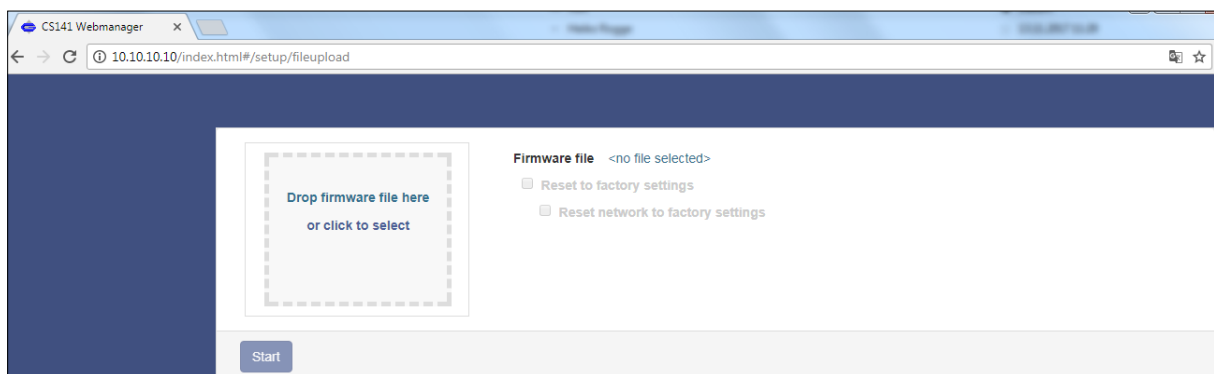 CS141 Webmanager
10.10.10.10/index.html#/setup/fileupload
Firmware file <no file selected>
Reset to factory settings
Drop firmware file here
or click to select
Reset network to factory settings
Start